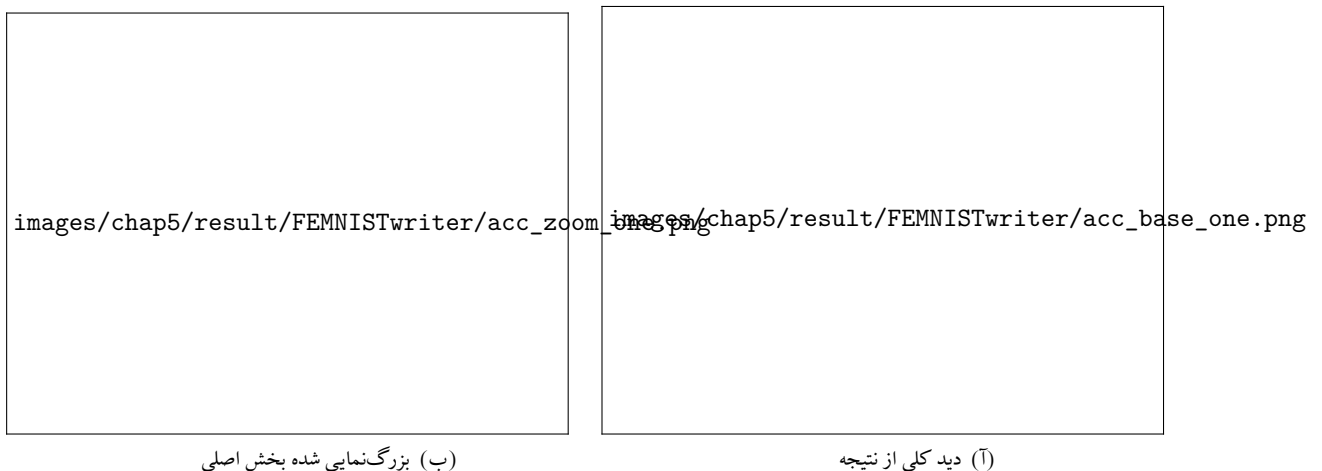 images/chap5/result/FEMNISTwriter/acc_base_one.png
images/chap5/result/FEMNISTwriter/acc_zoom_one.png
(آ) دید کلی از نتیجه
(ب) بزرگ‌نمایی شده بخش اصلی